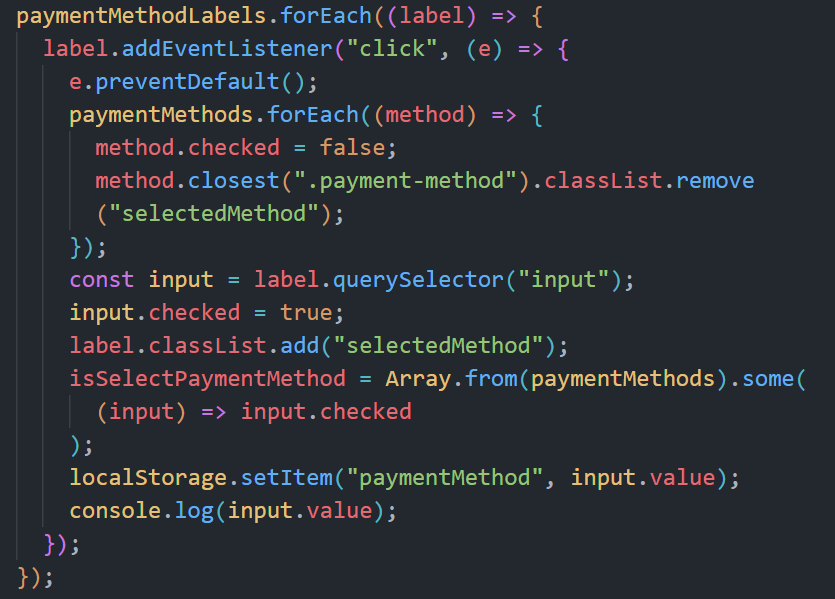 paymentMethodLabels.forEach((label) => {
label.addEventListener("click", (e) => {
e.preventDefault();
paymentMethods.forEach((method) => {
method.checked = false;
method.closest(".payment-method").classList.remove
("selectedMethod");
});
const input = label.querySelector("input");
input.checked = true;
label.classList.add("selectedMethod");
isSelectPaymentMethod = Array.from(paymentMethods).some(
(input) => input.checked
);
localStorage.setItem("paymentMethod", input.value);
console.log(input.value);
});
});